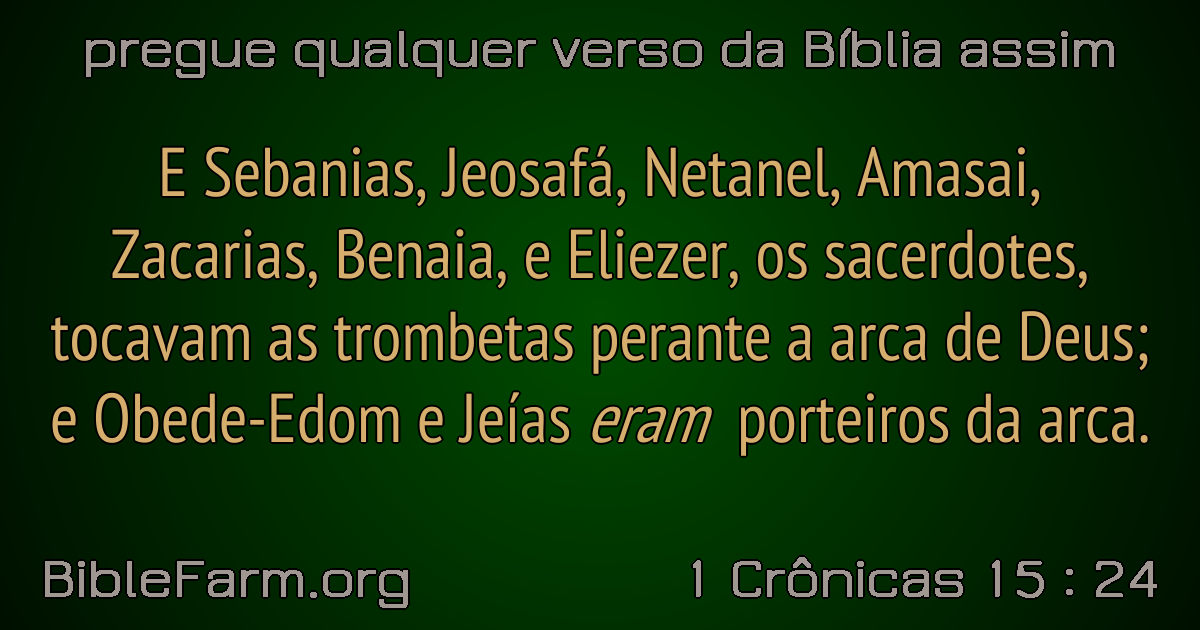 pregue qualquer verso da Bíblia assim
E Sebanias, Jeosafá, Netanel, Amasai,
Zacarias, Benaia, e Eliezer, os sacerdotes,
tocavam as trombetas perante a arca de Deus;
e Obede-Edom e Jeías eram porteiros da arca.
BibleFarm.org
1 Crônicas 15 : 24